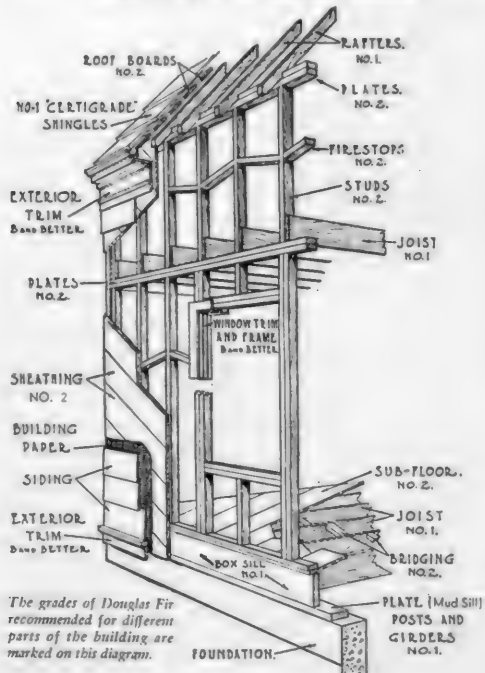 RAFTERS.
NO.1.
ROOF BOARDS
NO.2.
PLATES.
NO.2.
NO-1 "CERTIGRADE"
SHINGLES
FIRESTOPS
NO.2.
STUDS
NO.2.
EXTERIOR
TRIM
B AND BETTER
JOIST
NO.1
PLATES
NO.2.
WINDOW TRIM
AND FRAME
B AND BETTER
SHEATHING
NO. 2
BUILDING
PAPER
SIDING
SUB-FLOOR.
NO.2.
JOIST
NO.1.
EXTERIOR
TRIM
B AND BETTER
BRIDGING
NO.2.
BOX SILL
NO.1.
PLATE (Mud Sill)
POSTS AND
GIRDERS
NO.1.
The grades of Douglas Fir
recommended for different
parts of the building are
marked on this diagram.
FOUNDATION.